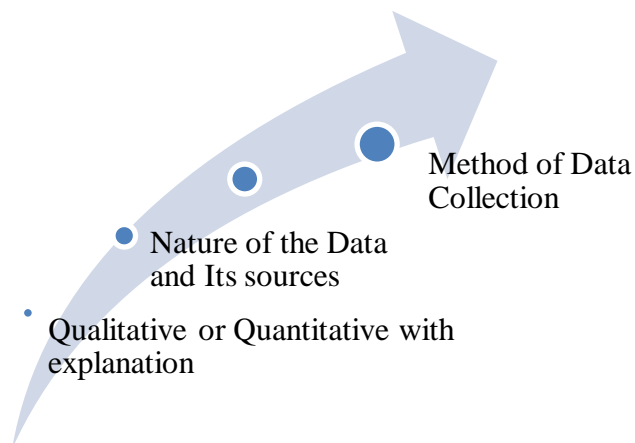 Method of Data
Collection
Nature of the Data
and Its sources
Qualitative or Quantitative with
explanation